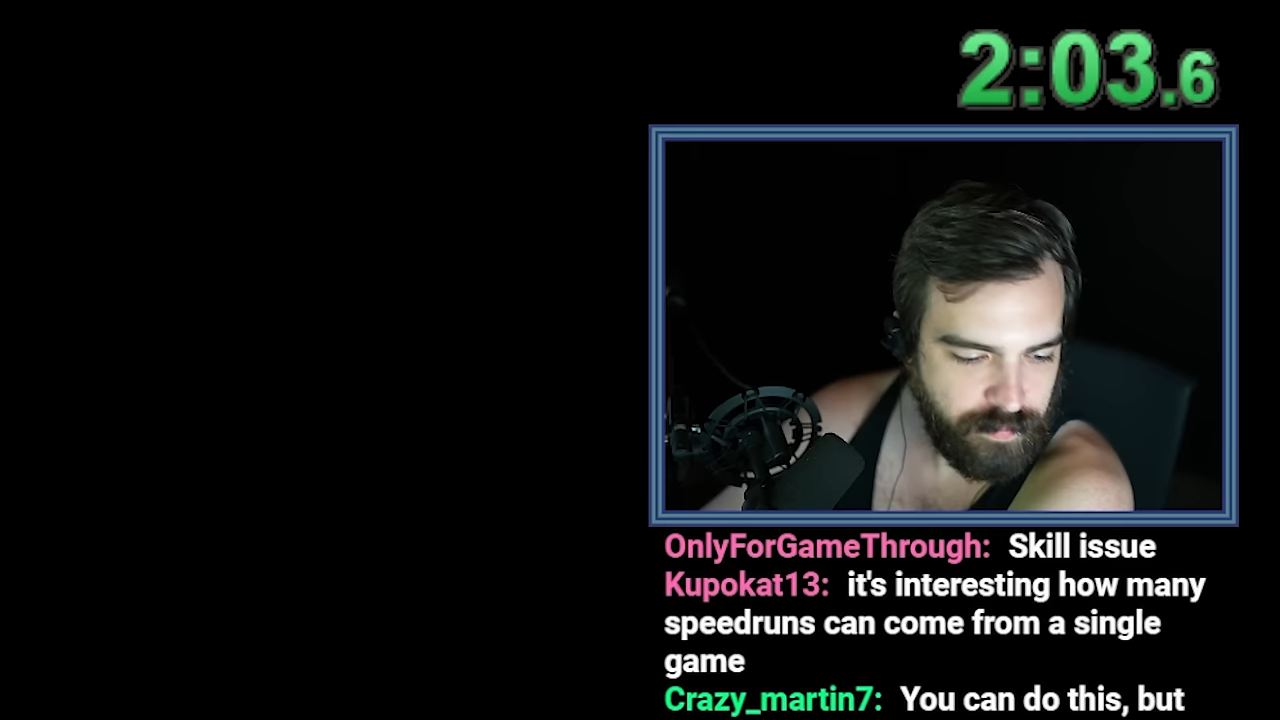 2:03.6
OnlyForGameThrough: Skill issue
Kupokat13: it's interesting how many
speedruns can come from a single
game
Crazy_martin7: You can do this, but